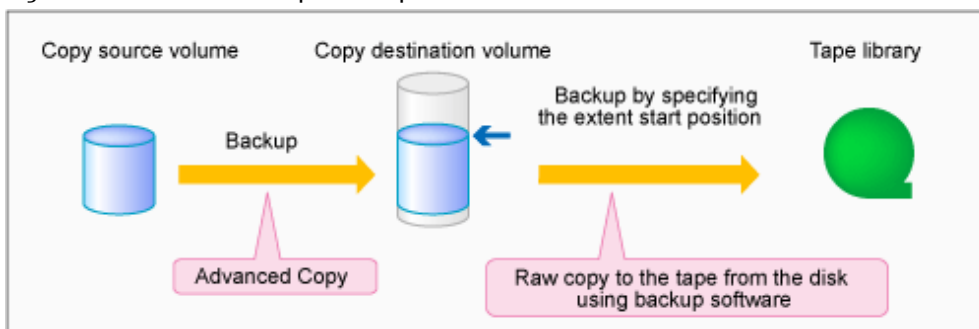 Copy source volume
Copy destination volume
Tape library
Backup
Backup by specifying
the extent start position
Advanced Copy
Raw copy to the tape from the disk
using backup software